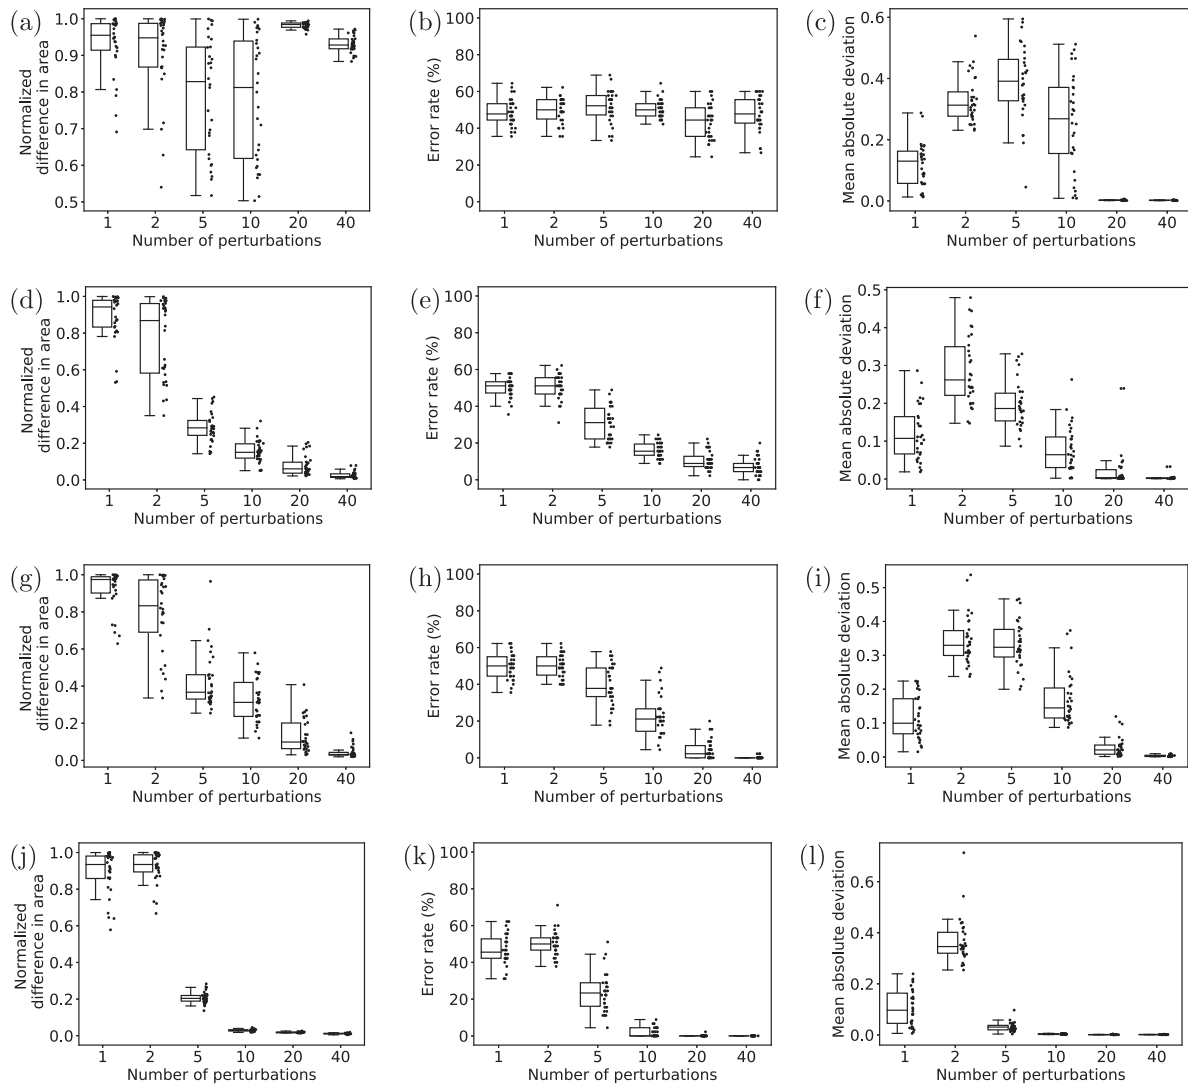 (a)
1.0
0.9
0.8
0.7
0.6
0.5
Normalized
difference in area
1 2 5 10 20 40
Number of perturbations
(b)
100
80
60
40
20
0
Error rate (%)
1 2 5 10 20 40
Number of perturbations
(c)
0.6
0.4
0.2
0.0
Mean absolute deviation
1 2 5 10 20 40
Number of perturbations
(d)
1.0
0.8
0.6
0.4
0.2
0.0
Normalized
difference in area
1 2 5 10 20 40
Number of perturbations
(e)
100
80
60
40
20
0
Error rate (%)
1 2 5 10 20 40
Number of perturbations
(f)
0.5
0.4
0.3
0.2
0.1
0.0
Mean absolute deviation
1 2 5 10 20 40
Number of perturbations
(g)
1.0
0.8
0.6
0.4
0.2
0.0
Normalized
difference in area
1 2 5 10 20 40
Number of perturbations
(h)
100
80
60
40
20
0
Error rate (%)
1 2 5 10 20 40
Number of perturbations
(i)
0.5
0.4
0.3
0.2
0.1
0.0
Mean absolute deviation
1 2 5 10 20 40
Number of perturbations
(j)
1.0
0.8
0.6
0.4
0.2
0.0
Normalized
difference in area
1 2 5 10 20 40
Number of perturbations
(k)
100
80
60
40
20
0
Error rate (%)
1 2 5 10 20 40
Number of perturbations
(l)
0.6
0.4
0.2
0.0
Mean absolute deviation
1 2 5 10 20 40
Number of perturbations